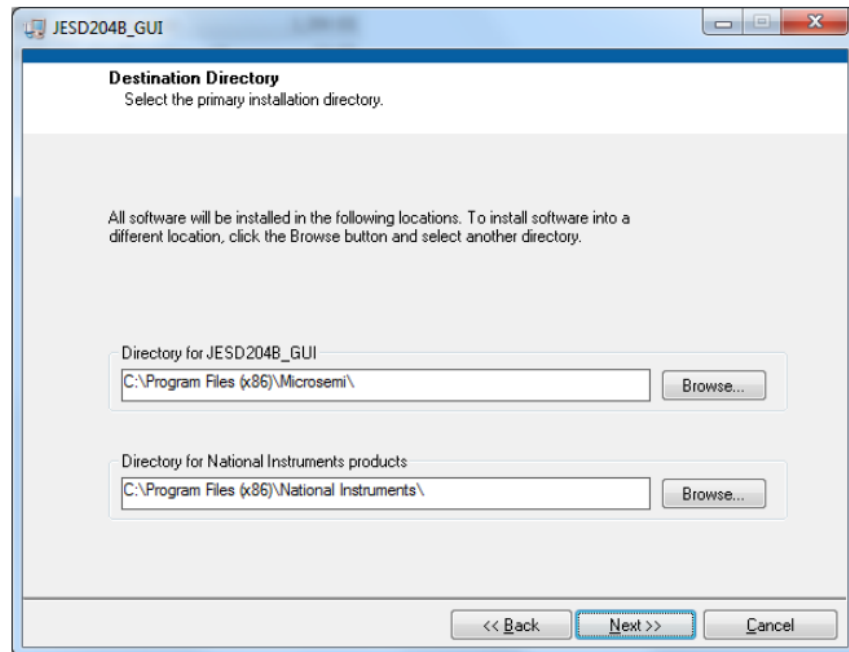 JESD204B_GUI
Destination Directory
Select the primary installation directory.
All software will be installed in the following locations. To install software into a
different location, click the Browse button and select another directory.
Directory for JESD204B_GUI
C:\Program Files (x86)\Microsemi\
Browse...
Directory for National Instruments products
C:\Program Files (x86)\National Instruments\
Browse...
<< Back
Next >>
Cancel